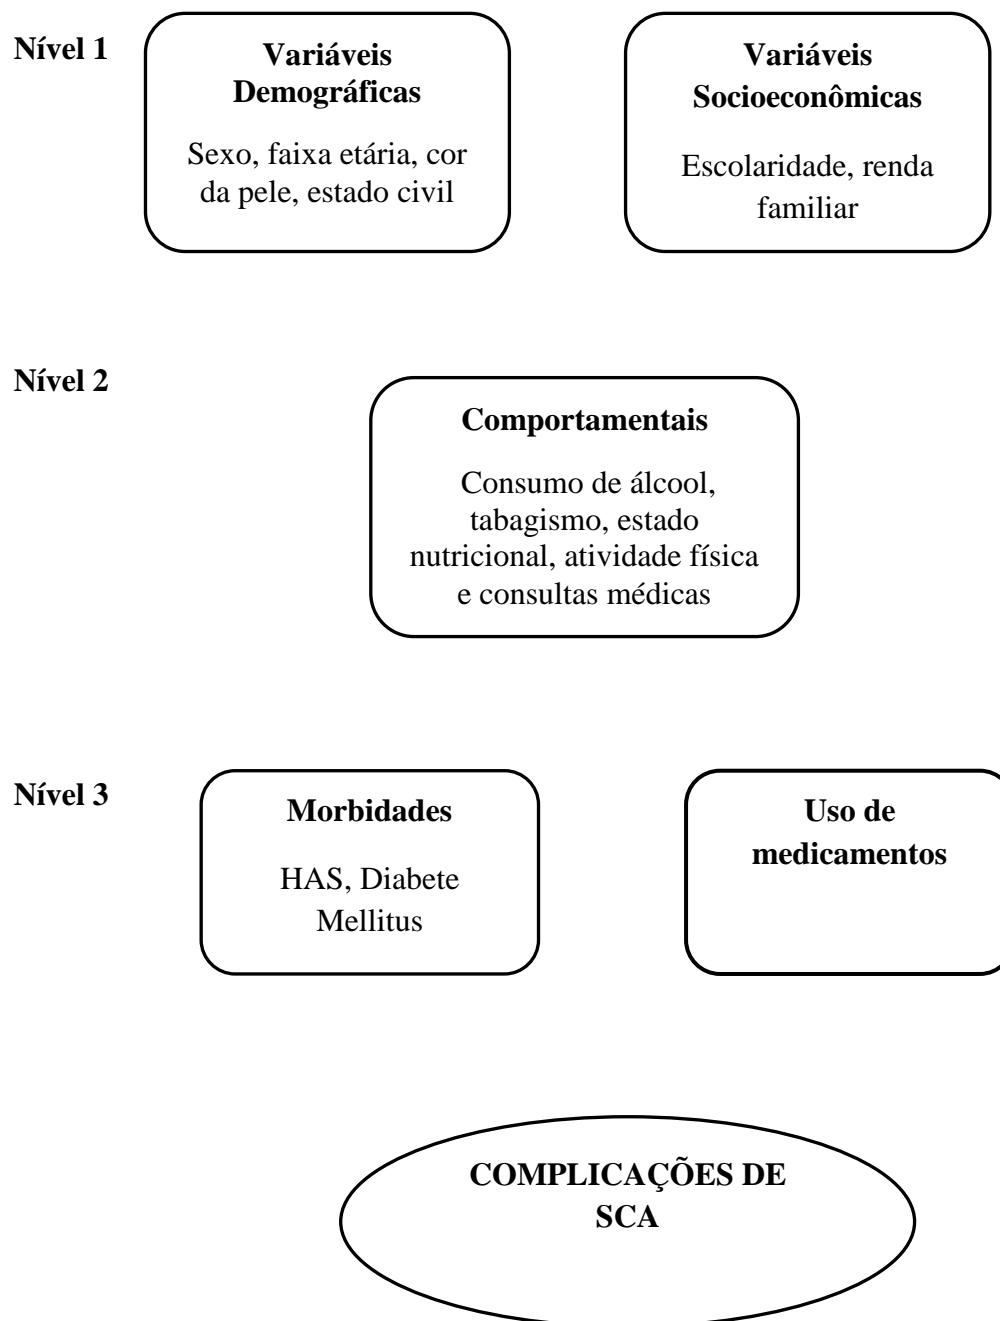 Nível 1
Variáveis
Demográficas
Sexo, faixa etária, cor
da pele, estado civil
Variáveis
Socioeconômicas
Escolaridade, renda
familiar
Nível 2
Comportamentais
Consumo de álcool,
tabagismo, estado
nutricional, atividade física
e consultas médicas
Nível 3
Morbidades
HAS, Diabete
Mellitus
Uso de
medicamentos
COMPLICAÇÕES DE
SCA